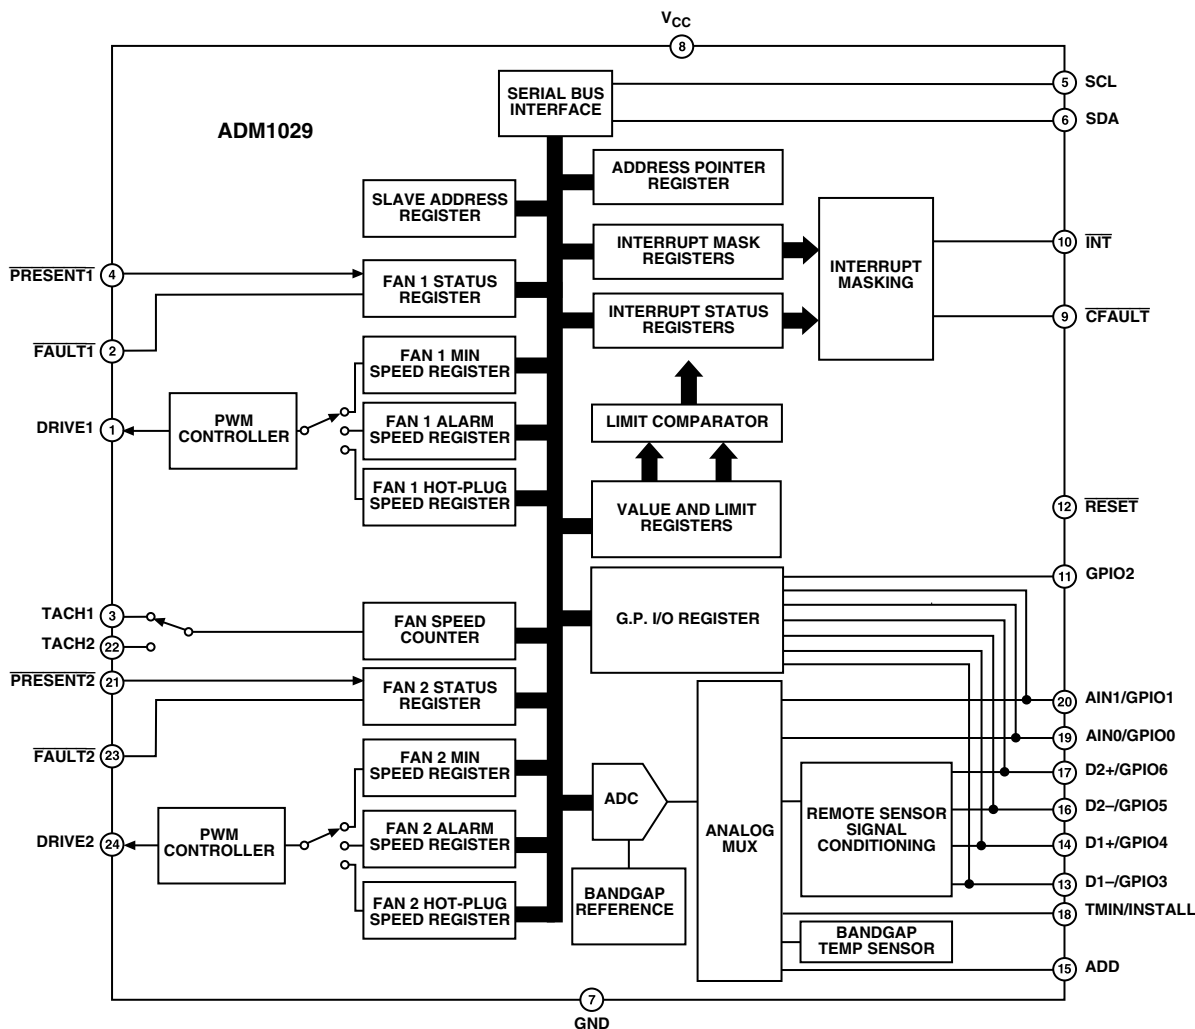 VCC
8
SERIAL BUS
INTERFACE
5
SCL
6
SDA
ADM1029
ADDRESS POINTER
REGISTER
SLAVE ADDRESS
REGISTER
INTERRUPT MASK
REGISTERS
INTERRUPT
MASKING
10
INT
PRESENT1
4
FAN 1 STATUS
REGISTER
INTERRUPT STATUS
REGISTERS
9
CFAULT
FAULT1
2
FAN 1 MIN
SPEED REGISTER
DRIVE1
1
PWM
CONTROLLER
FAN 1 ALARM
SPEED REGISTER
LIMIT COMPARATOR
FAN 1 HOT-PLUG
SPEED REGISTER
VALUE AND LIMIT
REGISTERS
12
RESET
11
GPIO2
TACH1
3
TACH2
22
FAN SPEED
COUNTER
G.P. I/O REGISTER
PRESENT2
21
FAN 2 STATUS
REGISTER
20
AIN1/GPIO1
19
AIN0/GPIO0
FAULT2
23
FAN 2 MIN
SPEED REGISTER
17
D2+/GPIO6
ADC
16
D2–/GPIO5
REMOTE SENSOR
SIGNAL
CONDITIONING
DRIVE2
24
PWM
CONTROLLER
FAN 2 ALARM
SPEED REGISTER
ANALOG
MUX
14
D1+/GPIO4
13
D1–/GPIO3
FAN 2 HOT-PLUG
SPEED REGISTER
BANDGAP
REFERENCE
18
TMIN/INSTALL
BANDGAP
TEMP SENSOR
15
ADD
7
GND